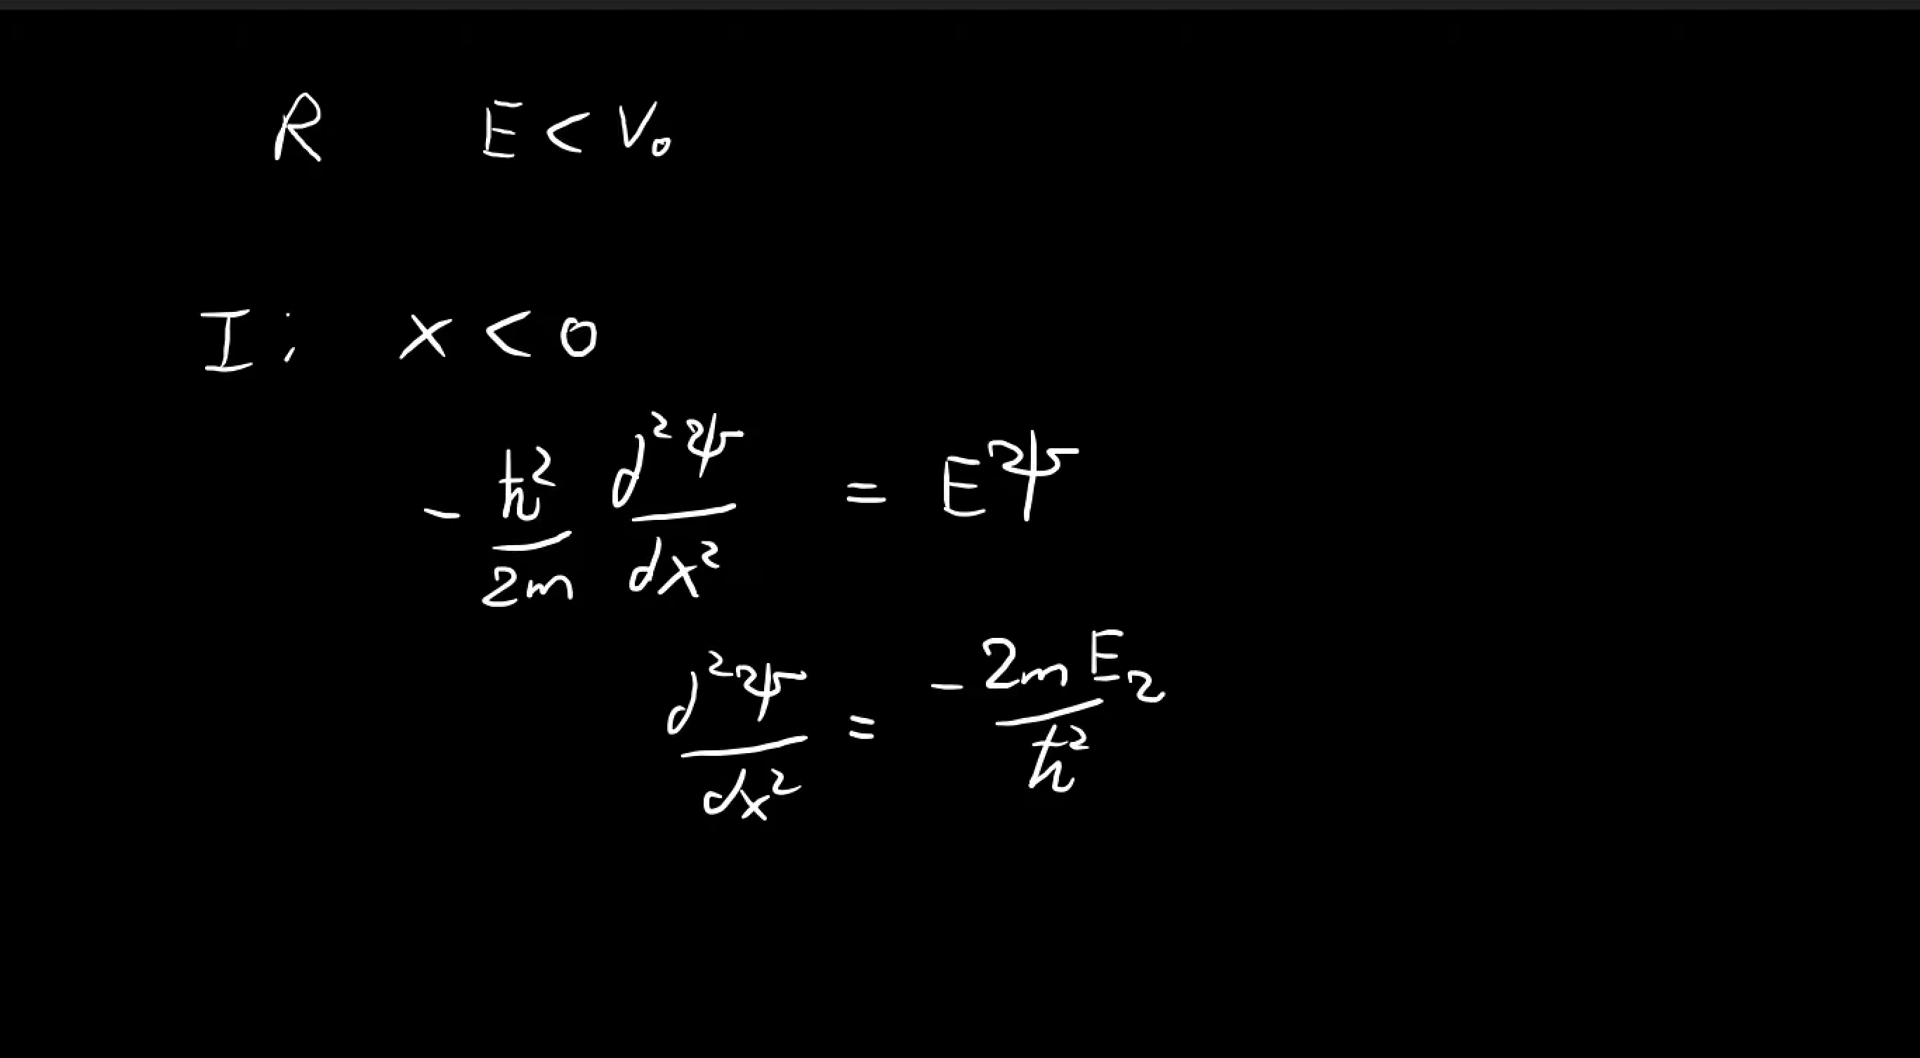 R E < V₀
I; x < 0
- ℏ²/2m d²ψ/dx² = Eψ
d²ψ/dx² = - 2mE₂/ℏ²